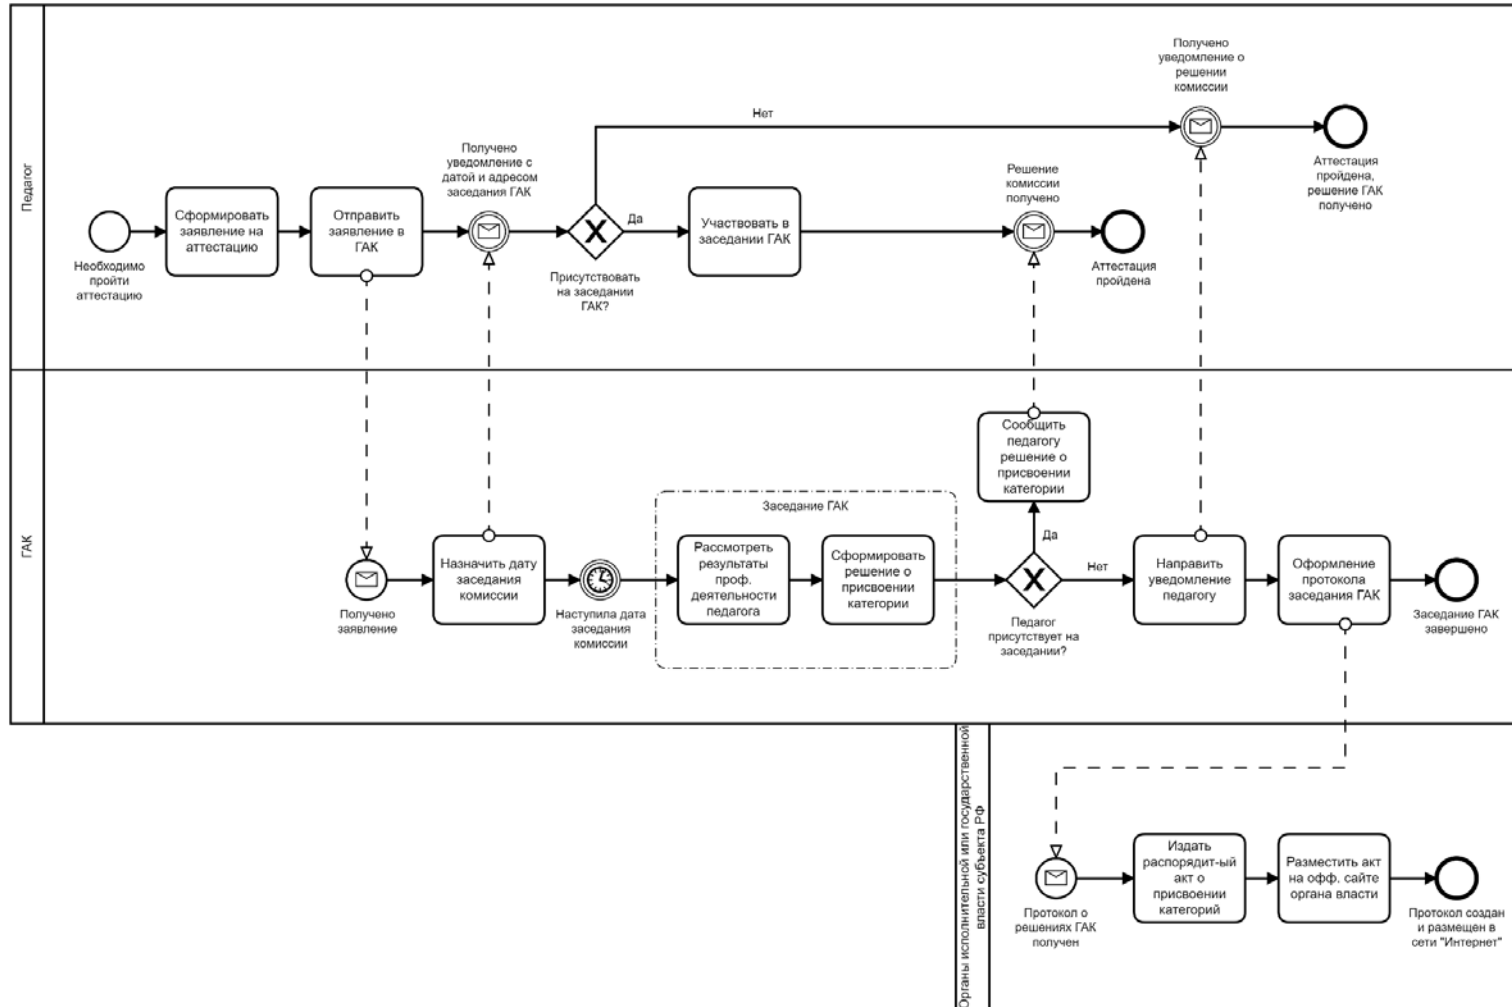 Педагог
Получено
уведомление о
решении
комиссии
Нет
Получено
уведомление с
датой и адресом
заседания ГАК
Решение
комиссии
получено
Аттестация
пройдена,
решение ГАК
получено
Сформировать
заявление на
аттестацию
Отправить
заявление в
ГАК
Да
Участвовать в
заседании ГАК
Необходимо
пройти
аттестацию
Присутствовать
на заседании
ГАК?
Аттестация
пройдена
ГАК
Сообщить
педагогу
решение о
присвоении
категории
Заседание ГАК
Да
Назначить дату
заседания
комиссии
Рассмотреть
результаты
проф.
деятельности
педагога
Сформировать
решение о
присвоении
категории
Нет
Направить
уведомление
педагогу
Оформление
протокола
заседания ГАК
Получено
заявление
Наступила дата
заседания
комиссии
Педагог
присутствует на
заседании?
Заседание ГАК
завершено
Органы исполнительной или государственной
власти субъекта РФ
Издать
распорядит-ый
акт о
присвоении
категорий
Разместить акт
на офф. сайте
органа власти
Протокол о
решениях ГАК
получен
Протокол создан
и размещен в
сети "Интернет"